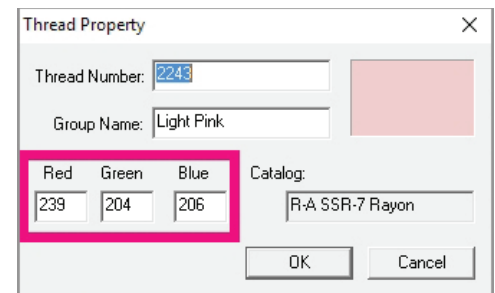 Thread Property
Thread Number: 2243
Group Name: Light Pink
Red Green Blue Catalog:
239 204 206 R-A SSR-7 Rayon
OK Cancel